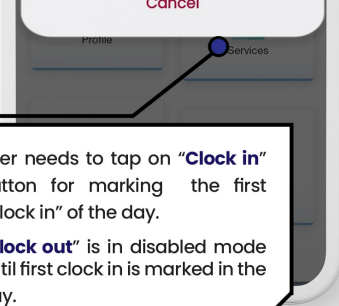 Cancel
Profile
Services
er needs to tap on “Clock in”
tton for marking the first
lock in” of the day.
lock out” is in disabled mode
til first clock in is marked in the
ay.